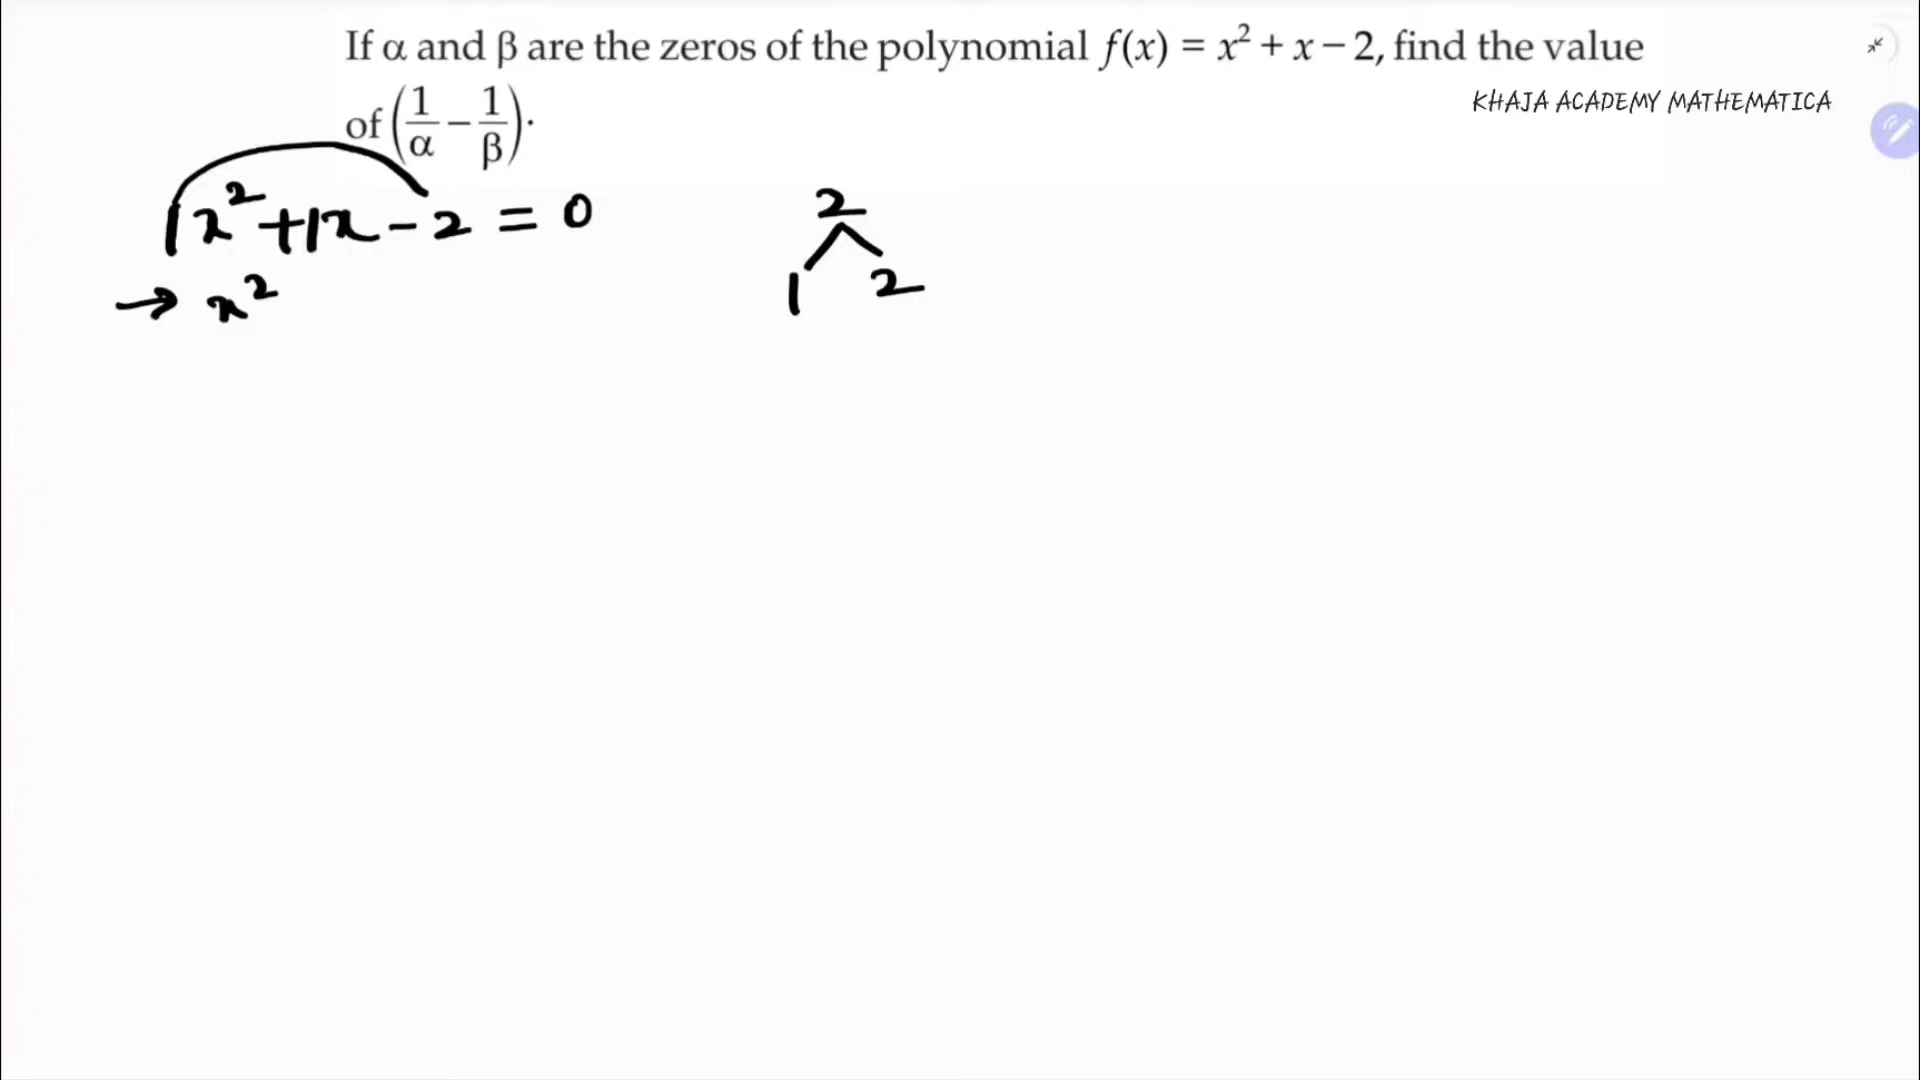 If α and β are the zeros of the polynomial f(x) = x² + x − 2, find the value
of (1/α − 1/β).
KHAJA ACADEMY MATHEMATICA
1x² + 1x − 2 = 0
→ x²
2
1 2